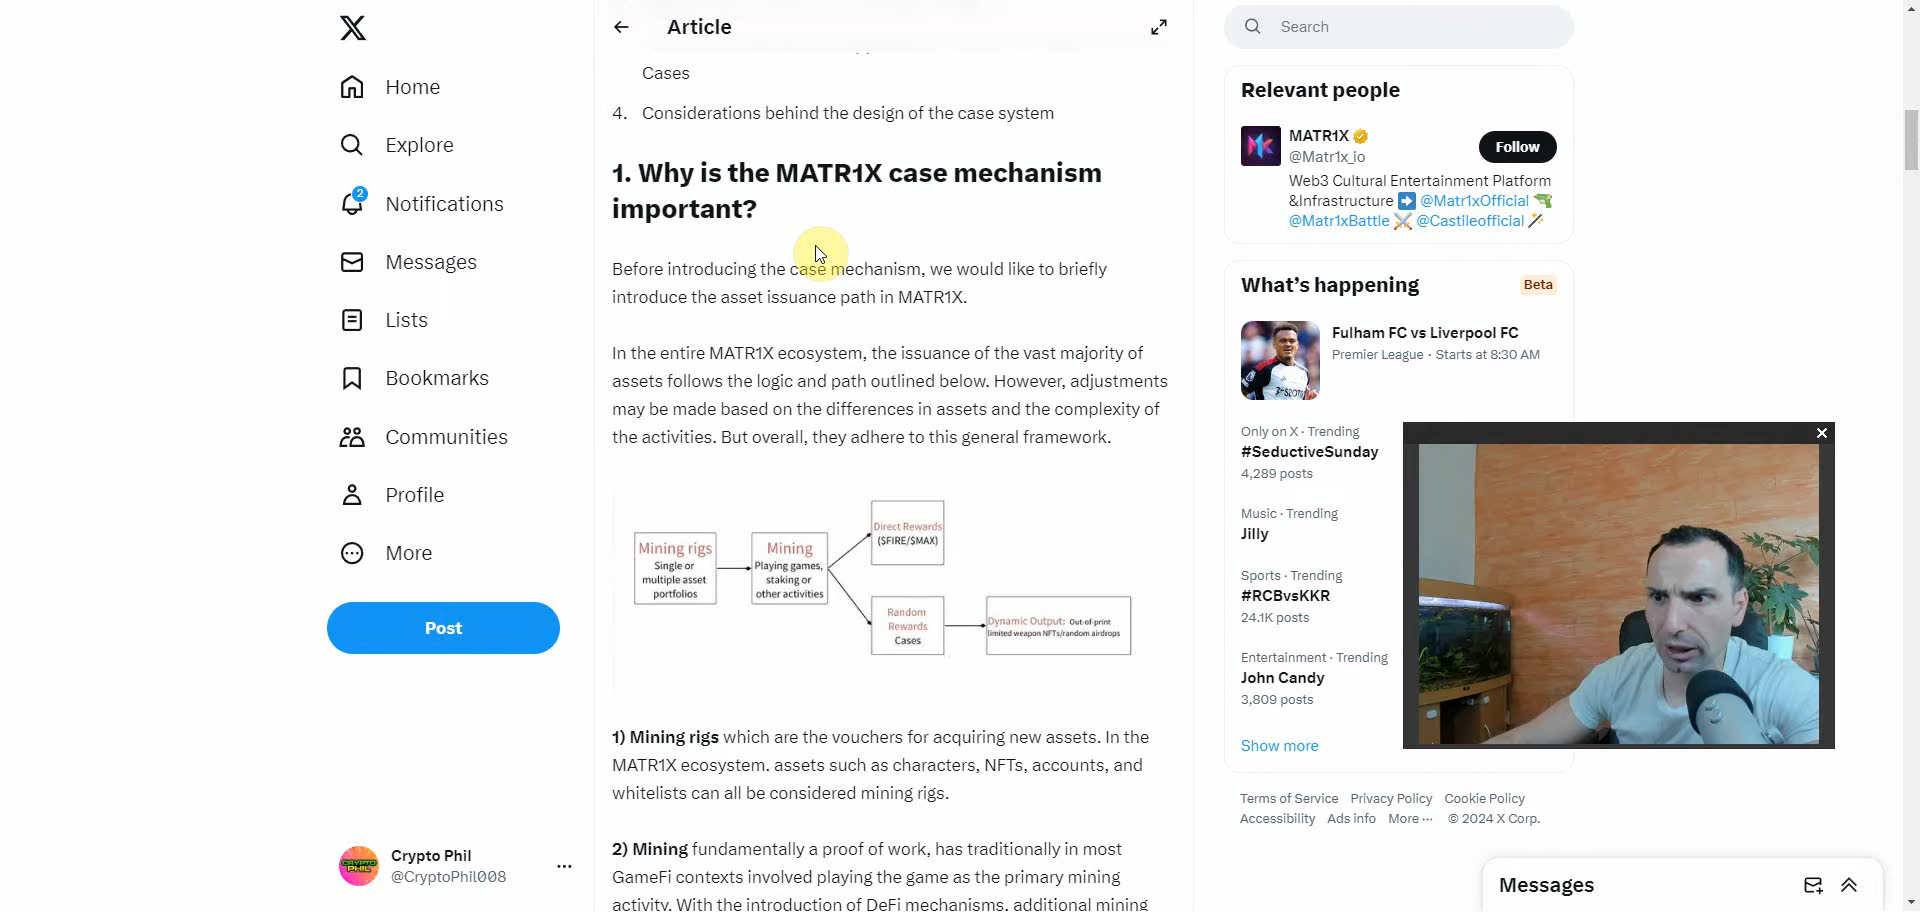 Home
Explore
2
Notifications
Messages
Lists
Bookmarks
Communities
Profile
More
Post
Crypto Phil
@CryptoPhil008
Article
Cases
4. Considerations behind the design of the case system
1. Why is the MATR1X case mechanism
important?
Before introducing the case mechanism, we would like to briefly
introduce the asset issuance path in MATR1X.
In the entire MATR1X ecosystem, the issuance of the vast majority of
assets follows the logic and path outlined below. However, adjustments
may be made based on the differences in assets and the complexity of
the activities. But overall, they adhere to this general framework.
Mining rigs
Single or
multiple asset
portfolios
Mining
Playing games,
staking or
other activities
Direct Rewards
($FIRE/$MAX)
Random
Rewards
Cases
Dynamic Output: Out-of-print
limited weapon NFTs/random airdrops
1) Mining rigs which are the vouchers for acquiring new assets. In the
MATR1X ecosystem. assets such as characters, NFTs, accounts, and
whitelists can all be considered mining rigs.
2) Mining fundamentally a proof of work, has traditionally in most
GameFi contexts involved playing the game as the primary mining
activity. With the introduction of DeFi mechanisms, additional mining
Search
Relevant people
MATR1X
@Matr1x_io
Follow
Web3 Cultural Entertainment Platform
&Infrastructure @Matr1xOfficial
@Matr1xBattle @Castileofficial
What's happening
Beta
Fulham FC vs Liverpool FC
Premier League · Starts at 8:30 AM
Only on X · Trending
#SeductiveSunday
4,289 posts
Music · Trending
Jilly
Sports · Trending
#RCBvsKKR
24.1K posts
Entertainment · Trending
John Candy
3,809 posts
Show more
Terms of Service Privacy Policy Cookie Policy
Accessibility Ads info More ··· © 2024 X Corp.
Messages